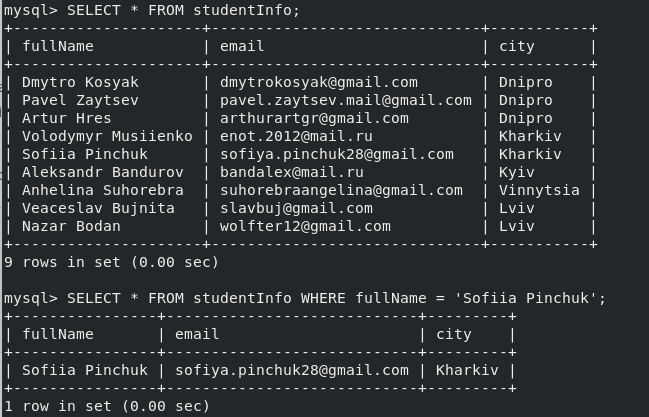 mysql> SELECT * FROM studentInfo;
+------------------+------------------------------+-----------+
| fullName | email | city |
+------------------+------------------------------+-----------+
| Dmytro Kosyak | dmytrokosyak@gmail.com | Dnipro |
| Pavel Zaytsev | pavel.zaytsev.mail@gmail.com | Dnipro |
| Artur Hres | arthurartgr@gmail.com | Dnipro |
| Volodymyr Musiienko | enot.2012@mail.ru | Kharkiv |
| Sofiia Pinchuk | sofiya.pinchuk28@gmail.com | Kharkiv |
| Aleksandr Bandurov | bandalex@mail.ru | Kyiv |
| Anhelina Suhorebra | suhorebraangelina@gmail.com | Vinnytsia |
| Veaceslav Bujnita | slavbuj@gmail.com | Lviv |
| Nazar Bodan | wolfter12@gmail.com | Lviv |
+---------------------+------------------------------+-----------+
9 rows in set (0.00 sec)
mysql> SELECT * FROM studentInfo WHERE fullName = 'Sofiia Pinchuk';
+----------------+----------------------------+---------+
| fullName | email | city |
+----------------+----------------------------+---------+
| Sofiia Pinchuk | sofiya.pinchuk28@gmail.com | Kharkiv |
+----------------+----------------------------+---------+
1 row in set (0.00 sec)